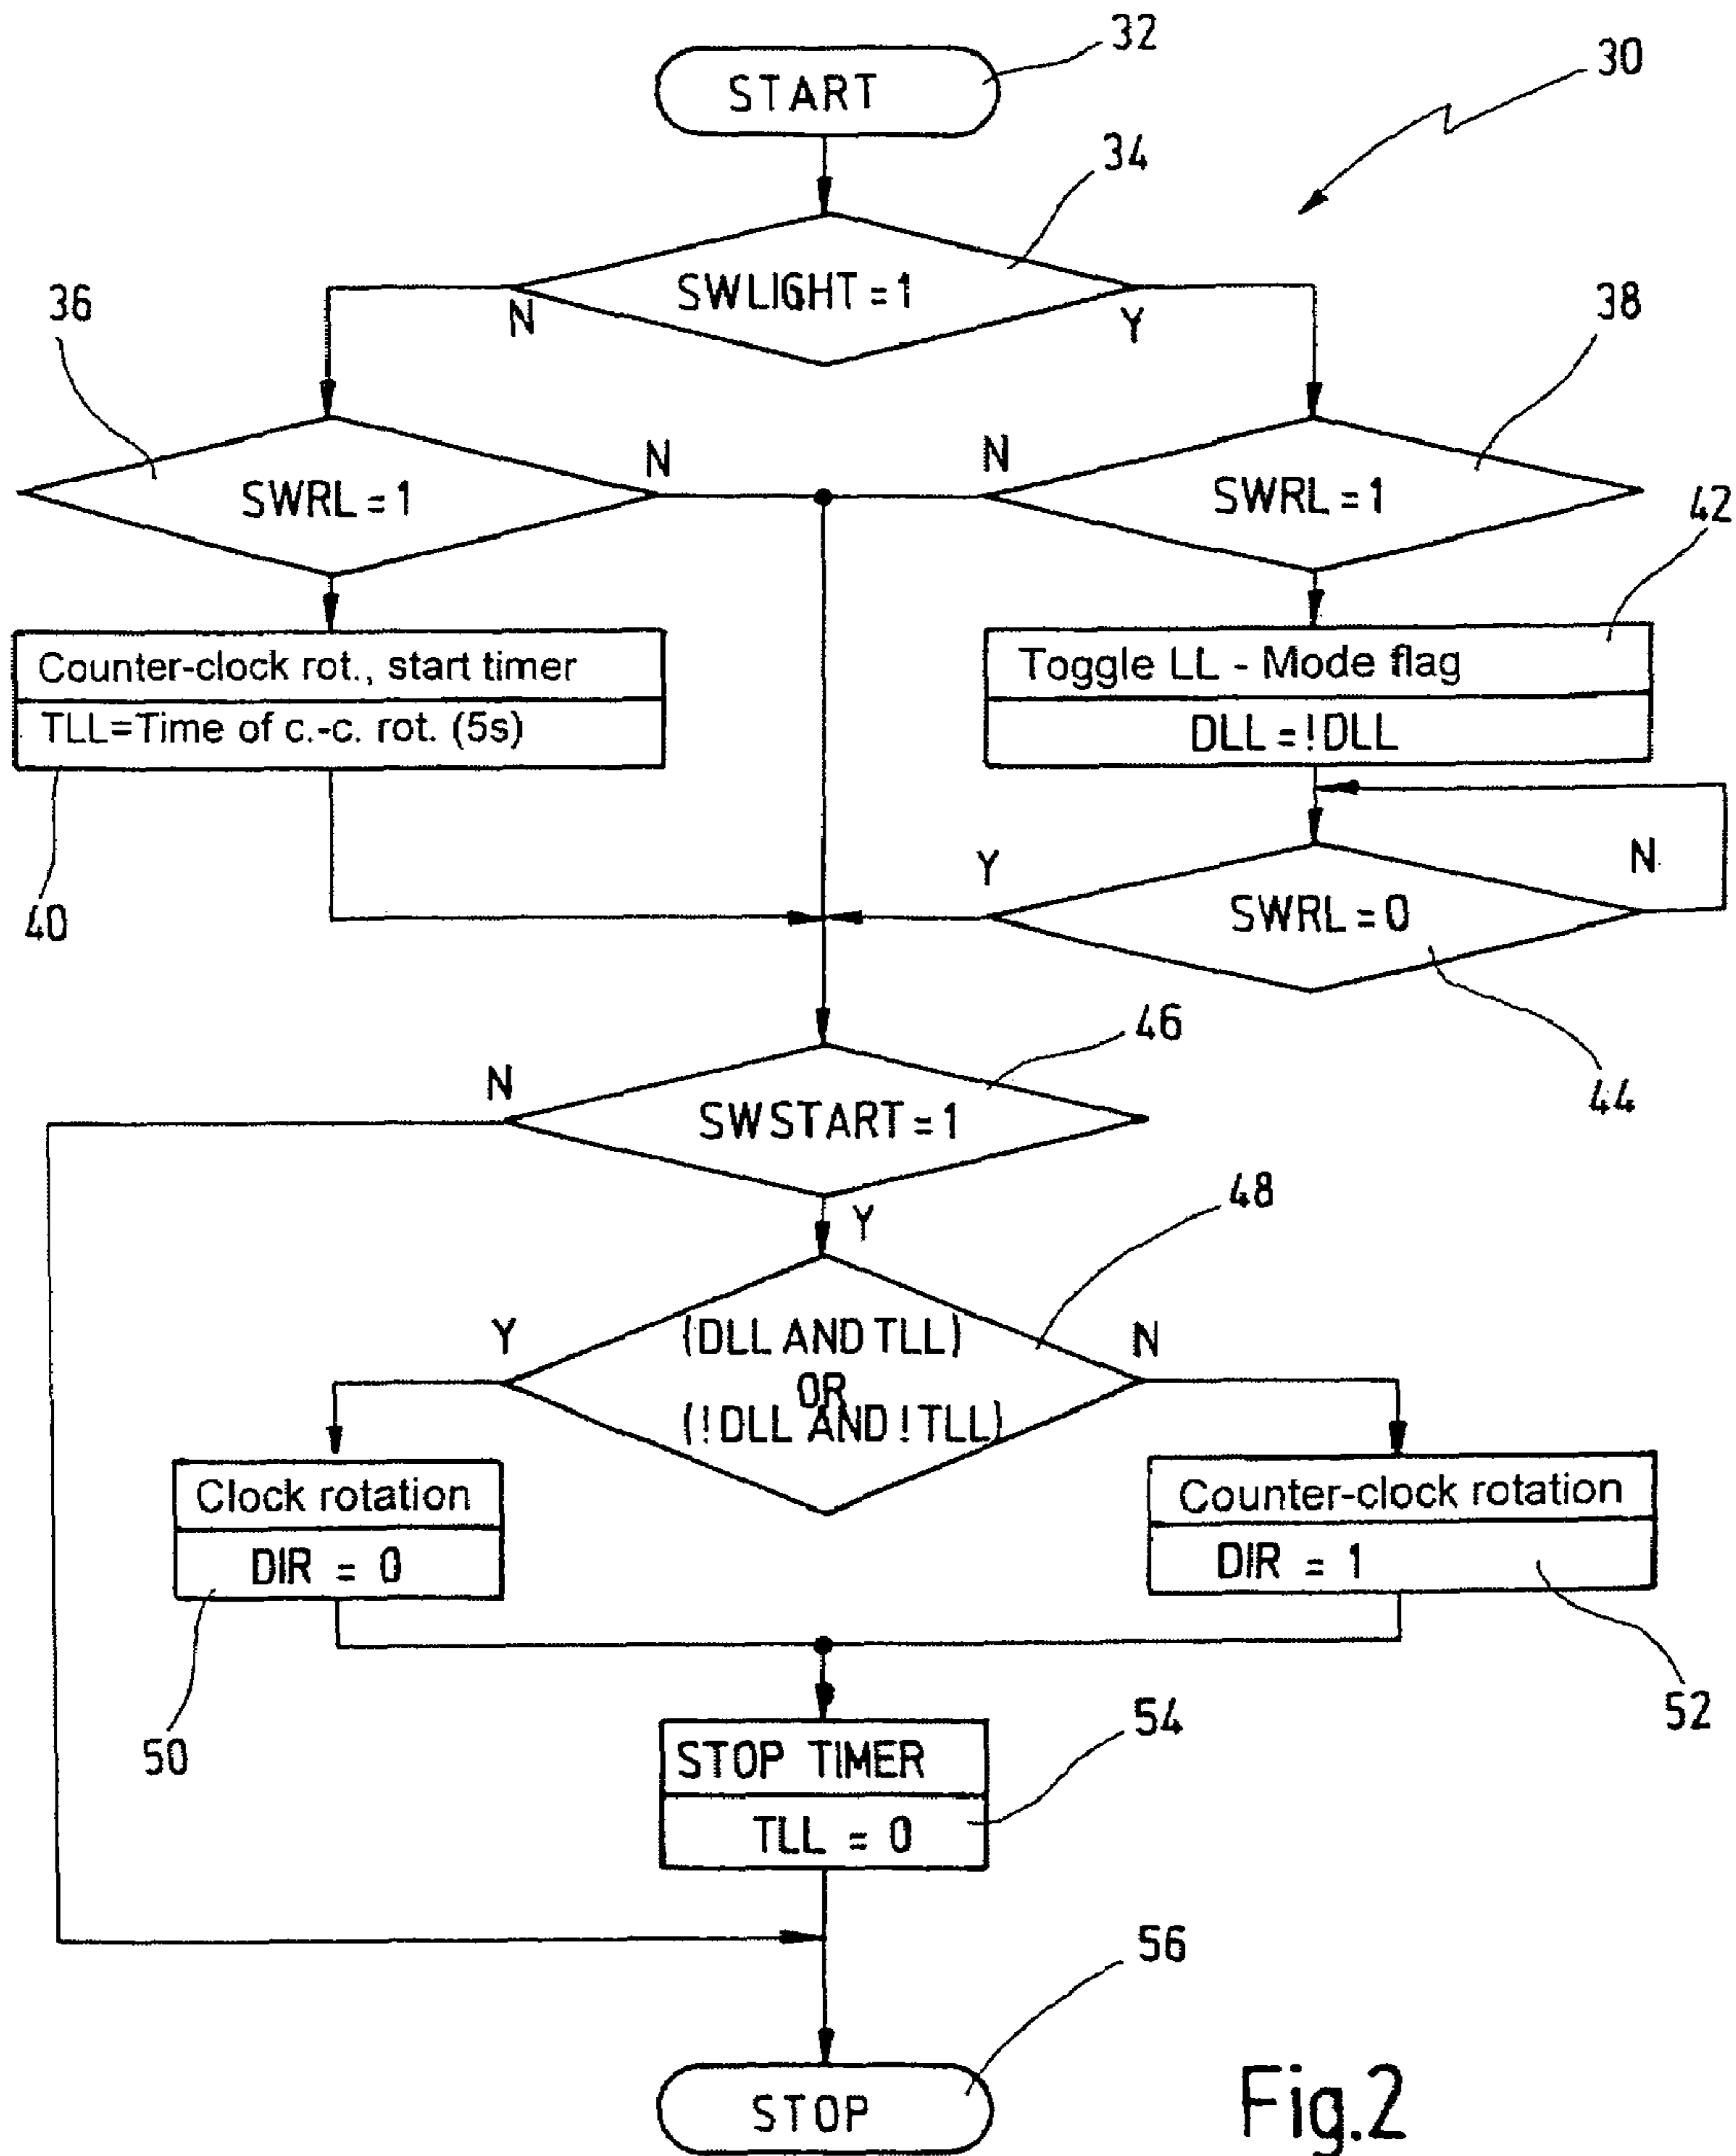 32
START
30
34
SWLIGHT = 1
N
Y
36
38
SWRL = 1
N
N
SWRL = 1
42
Counter-clock rot., start timer
TLL=Time of c.-c. rot. (5s)
Toggle LL - Mode flag
DLL = !DLL
40
Y
SWRL = 0
N
44
46
N
SWSTART = 1
Y
48
Y
(DLL AND TLL)
OR
(!DLL AND !TLL)
N
Clock rotation
DIR = 0
Counter-clock rotation
DIR = 1
50
52
54
STOP TIMER
TLL = 0
56
STOP
Fig.2